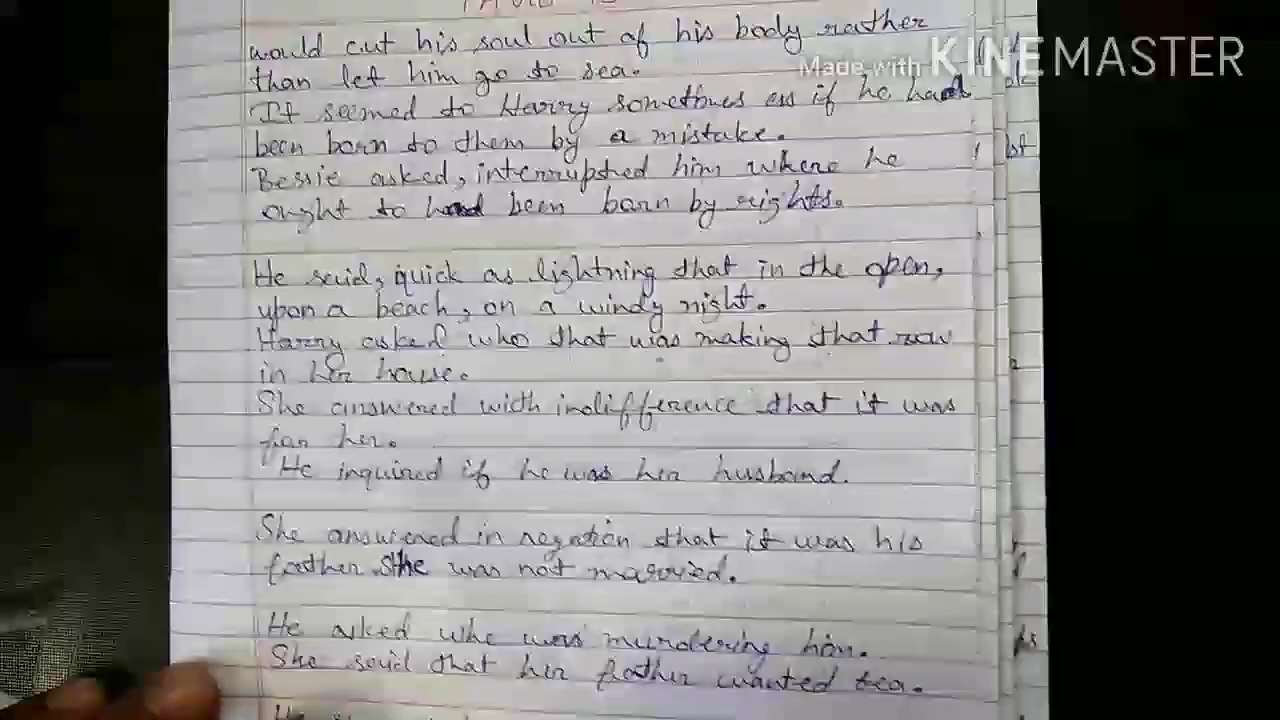 would cut his soul out of his body rather
Made with KINEMASTER
than let him go to sea.
It seemed to Harry sometimes as if he had
been born to them by a mistake.
Bessie asked, interrupted him where he
ought to had been born by rights.
He said, quick as lightning that in the open,
upon a beach, on a windy night.
Harry asked who that was making that row
in her house.
She answered with indifference that it was
for her.
He inquired if he was her husband.
She answered in negation that it was his
father. She was not married.
He asked who was murdering him.
She said that her father wanted tea.